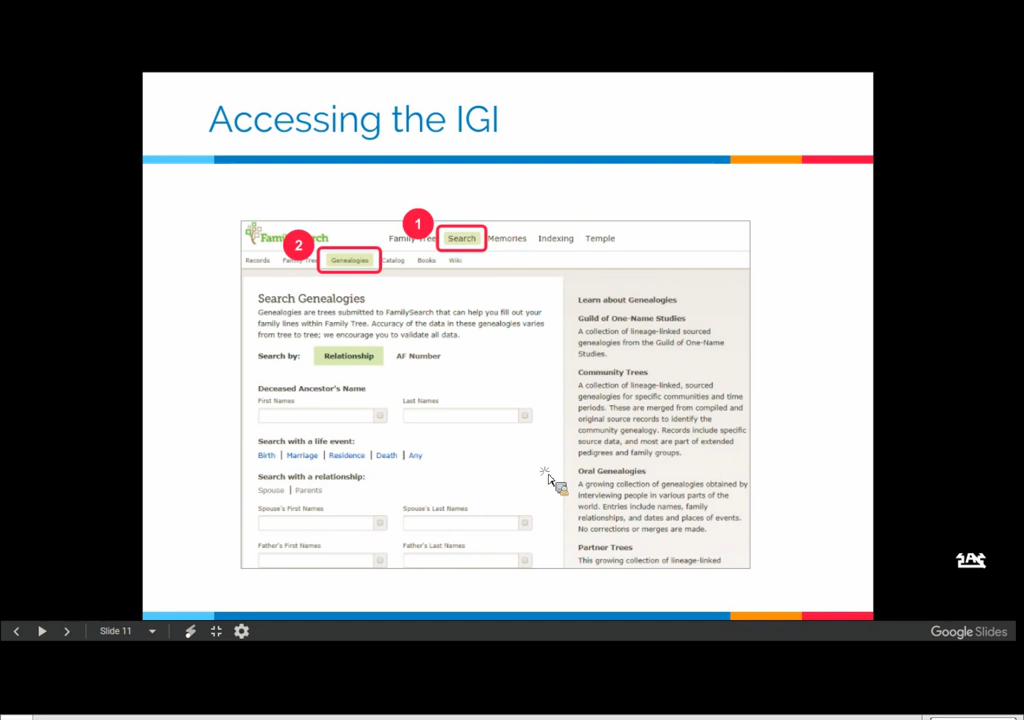 Accessing the IGI
1
2
FamilySearch
Family Tree Search Memories Indexing Temple
Records Family Tree Genealogies Catalog Books Wiki
Search Genealogies
Genealogies are trees submitted to FamilySearch that can help you fill out your
family lines within Family Tree. Accuracy of the data in these genealogies varies
from tree to tree; we encourage you to validate all data.
Search by: Relationship AF Number
Deceased Ancestor's Name
First Names Last Names
Search with a life event:
Birth | Marriage | Residence | Death | Any
Search with a relationship:
Spouse | Parents
Spouse's First Names Spouse's Last Names
Father's First Names Father's Last Names
Learn about Genealogies
Guild of One-Name Studies
A collection of lineage-linked sourced
genealogies from the Guild of One-Name
Studies.
Community Trees
A collection of lineage-linked, sourced
genealogies for specific communities and time
periods. These are merged from compiled and
original source records to identify the
community genealogy. Records include specific
source data, and most are part of extended
pedigrees and family groups.
Oral Genealogies
A growing collection of genealogies obtained by
interviewing people in various parts of the
world. Entries include names, family
relationships, and dates and places of events.
No corrections or merges are made.
Partner Trees
This growing collection of lineage-linked
Slide 11
Google Slides